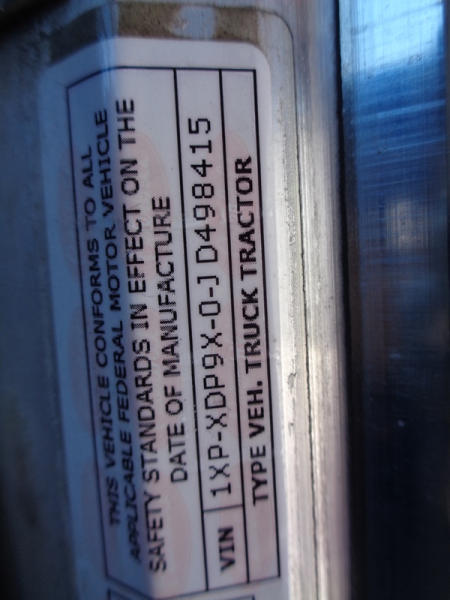 THIS VEHICLE CONFORMS TO ALL
APPLICABLE FEDERAL MOTOR VEHICLE
SAFETY STANDARDS IN EFFECT ON THE
DATE OF MANUFACTURE
VIN 1XP-XDP9X-0-JD498415
TYPE VEH. TRUCK TRACTOR